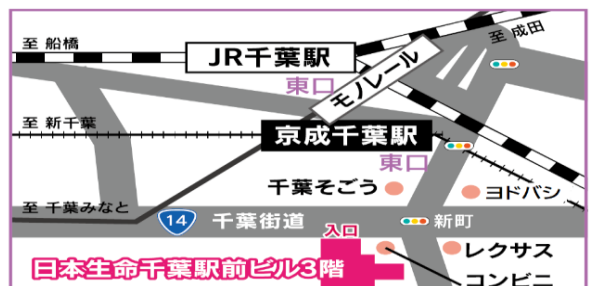 至 船橋
至 成田
JR千葉駅
東口
モノレール
至 新千葉
京成千葉駅
東口
千葉そごう
ヨドバシ
至 千葉みなと
14
千葉街道
新町
入口
レクサス
日本生命千葉駅前ビル3階
コンビニ